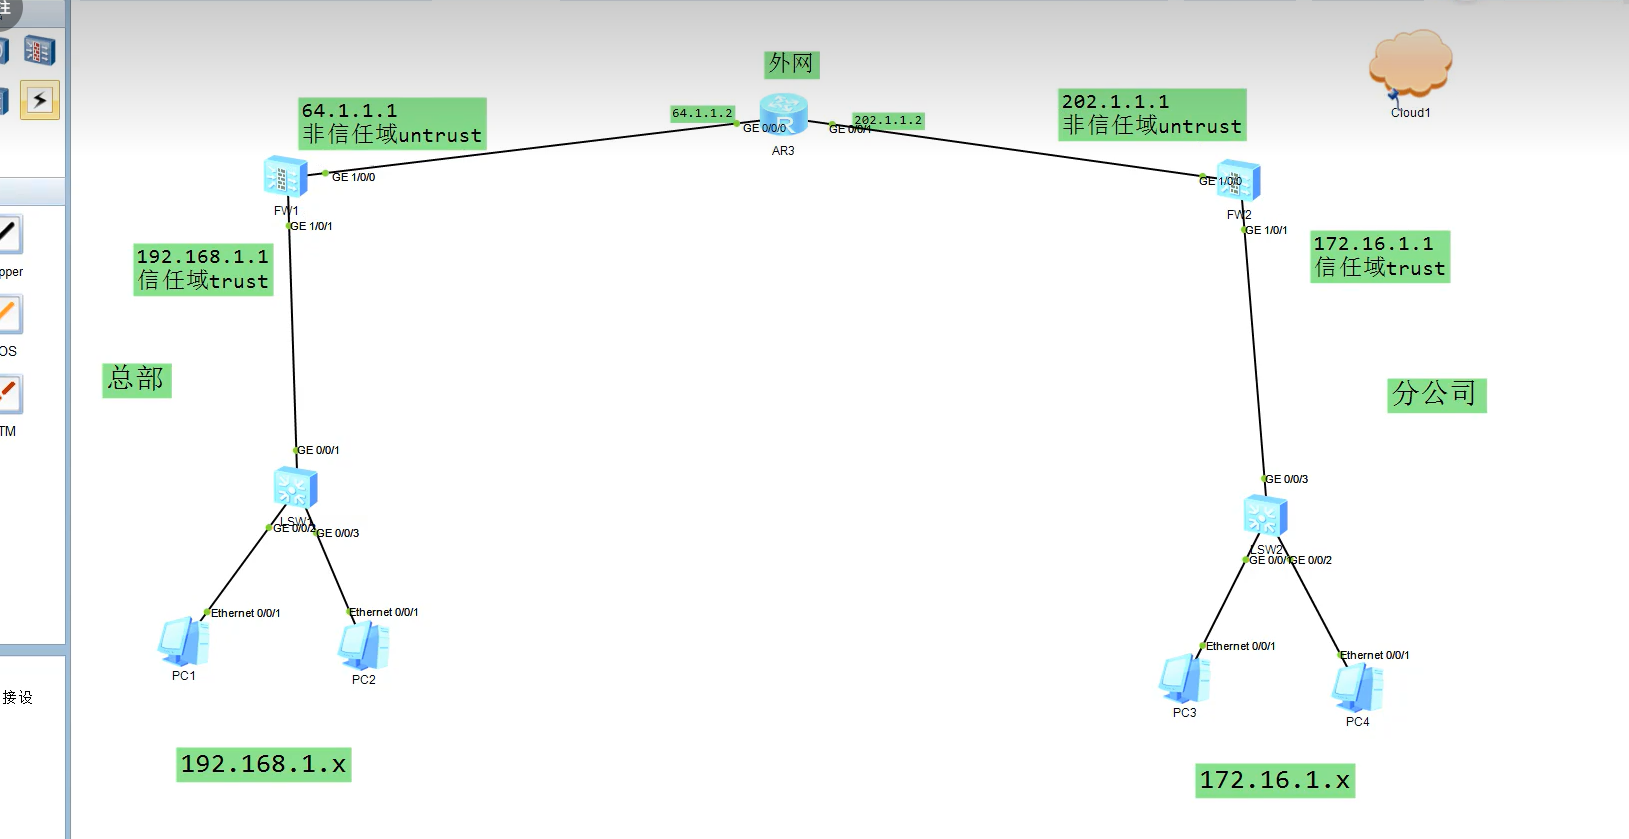 注
外网
Cloud1
64.1.1.1
非信任域untrust
64.1.1.2
GE 0/0/0
AR3
GE 0/0/1
202.1.1.2
202.1.1.1
非信任域untrust
GE 1/0/0
FW1
GE 1/0/1
GE 1/0/0
FW2
GE 1/0/1
192.168.1.1
信任域trust
172.16.1.1
信任域trust
pper
OS
TM
总部
分公司
GE 0/0/1
LSW1
GE 0/0/2
GE 0/0/3
GE 0/0/3
LSW2
GE 0/0/1
GE 0/0/2
Ethernet 0/0/1
Ethernet 0/0/1
PC1
PC2
Ethernet 0/0/1
Ethernet 0/0/1
PC3
PC4
接设
192.168.1.x
172.16.1.x